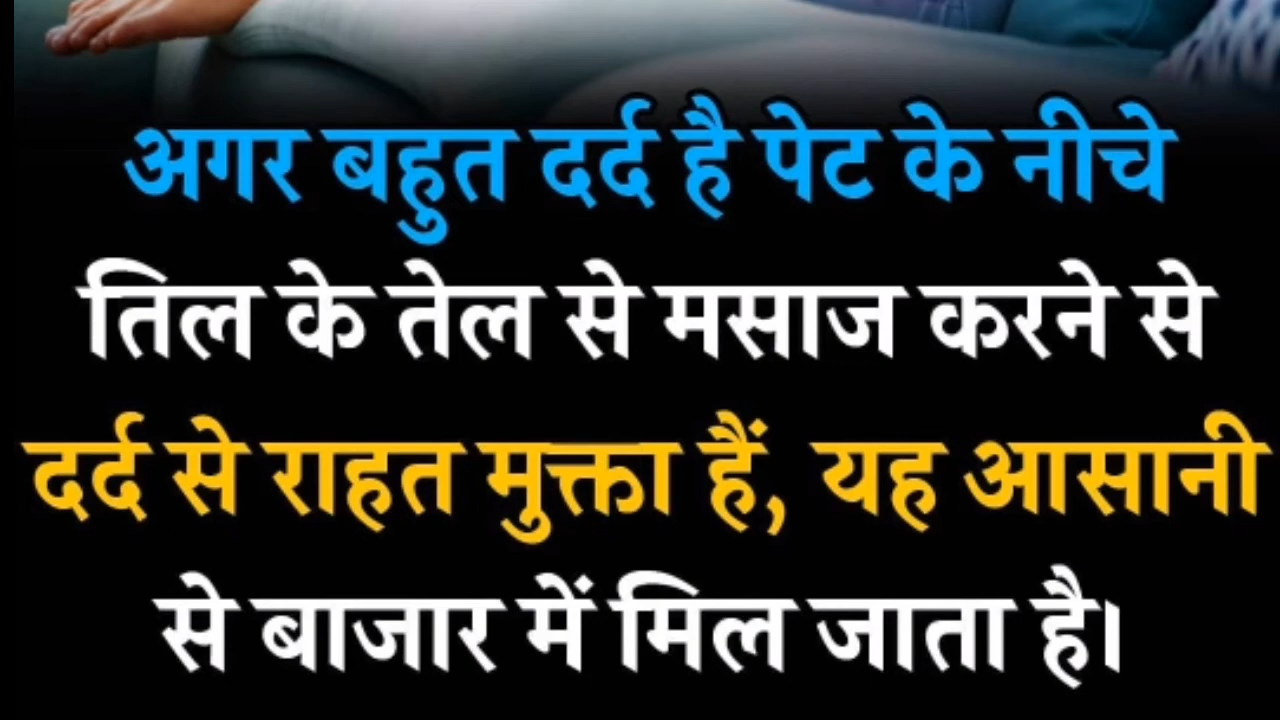 अगर बहुत दर्द है पेट के नीचे
तिल के तेल से मसाज करने से
दर्द से राहत मुक्ता हैं, यह आसानी
से बाजार में मिल जाता है।